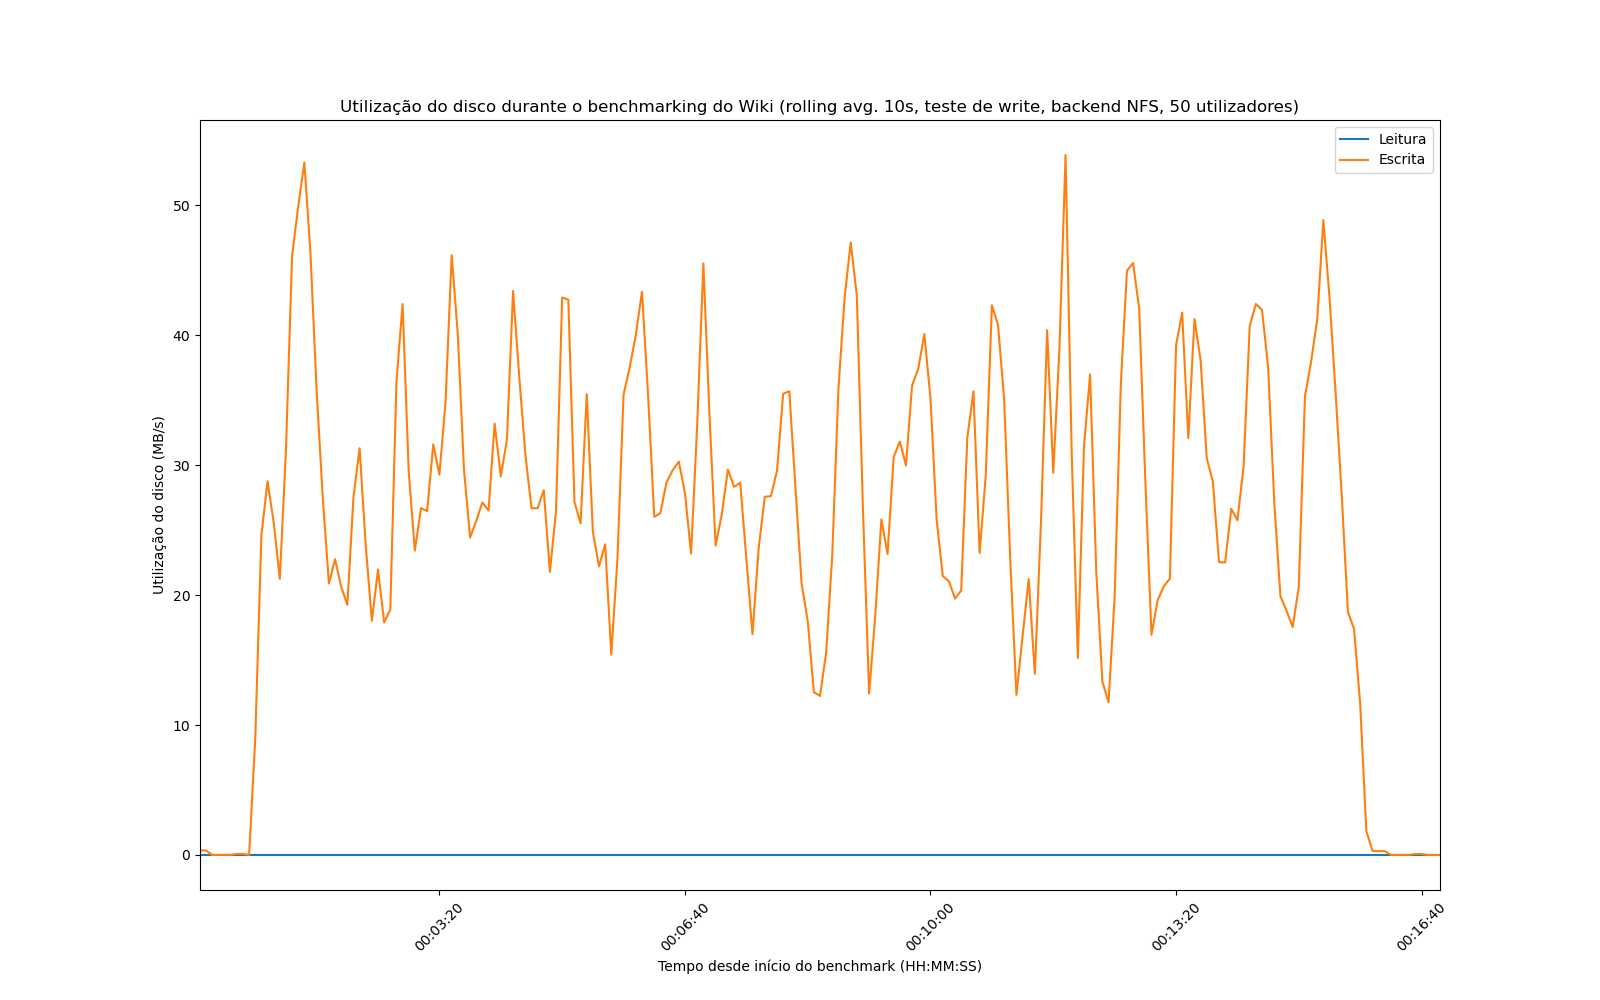 Utilização do disco durante o benchmarking do Wiki (rolling avg. 10s, teste de write, backend NFS, 50 utilizadores)
Leitura
Escrita
Utilização do disco (MB/s)
50
40
30
20
10
0
00:03:20
00:06:40
00:10:00
00:13:20
00:16:40
Tempo desde início do benchmark (HH:MM:SS)